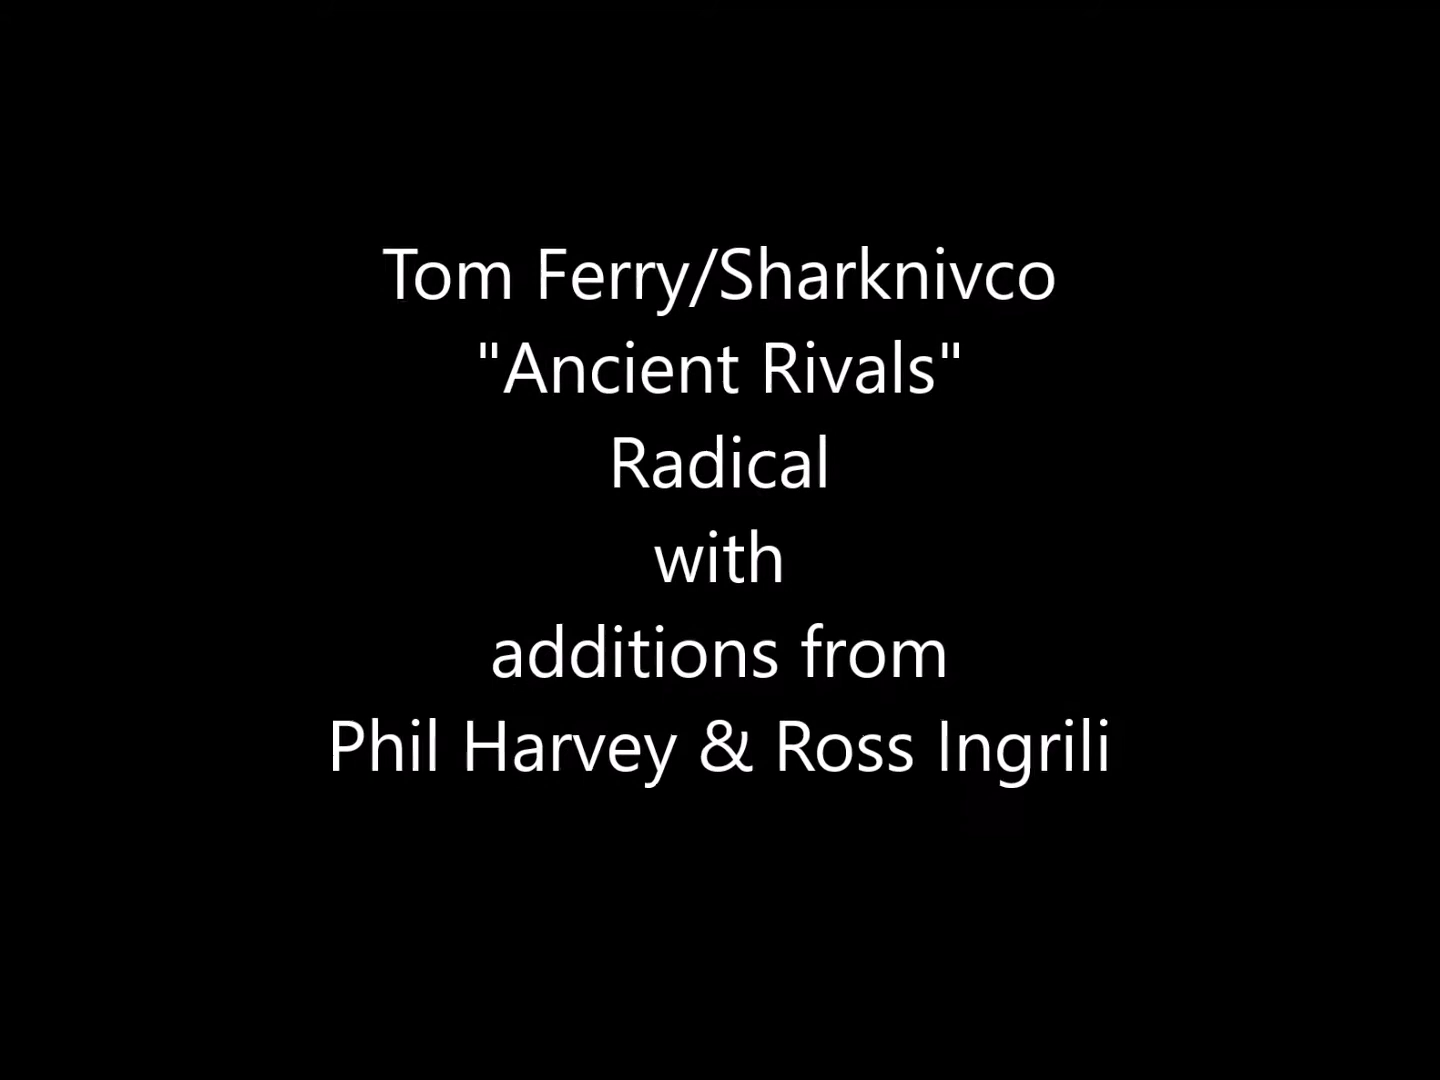 Tom Ferry/Sharknivco
"Ancient Rivals"
Radical
with
additions from
Phil Harvey & Ross Ingrili